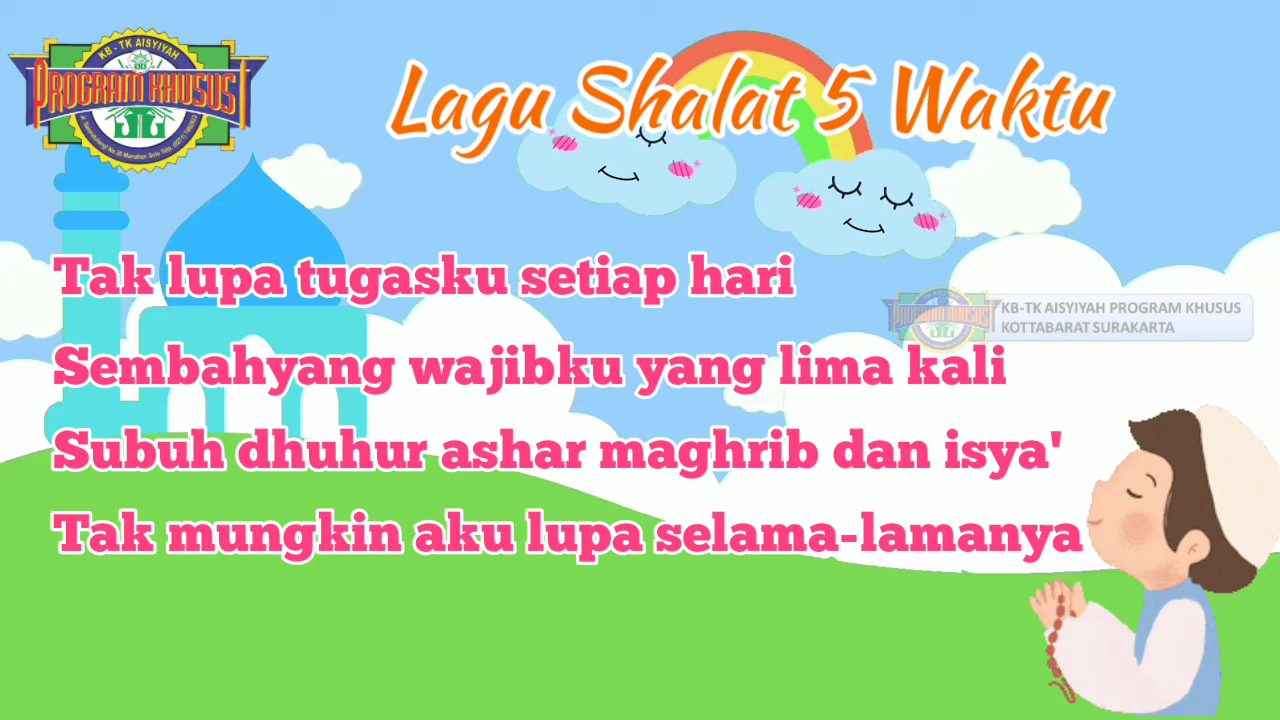 KB - TK AISYIYAH
PROGRAM KHUSUS
Lagu Shalat 5 Waktu
Tak lupa tugasku setiap hari
KB-TK AISYIYAH PROGRAM KHUSUS
KOTTABARAT SURAKARTA
Sembahyang wajibku yang lima kali
Subuh dhuhur ashar maghrib dan isya'
Tak mungkin aku lupa selama-lamanya